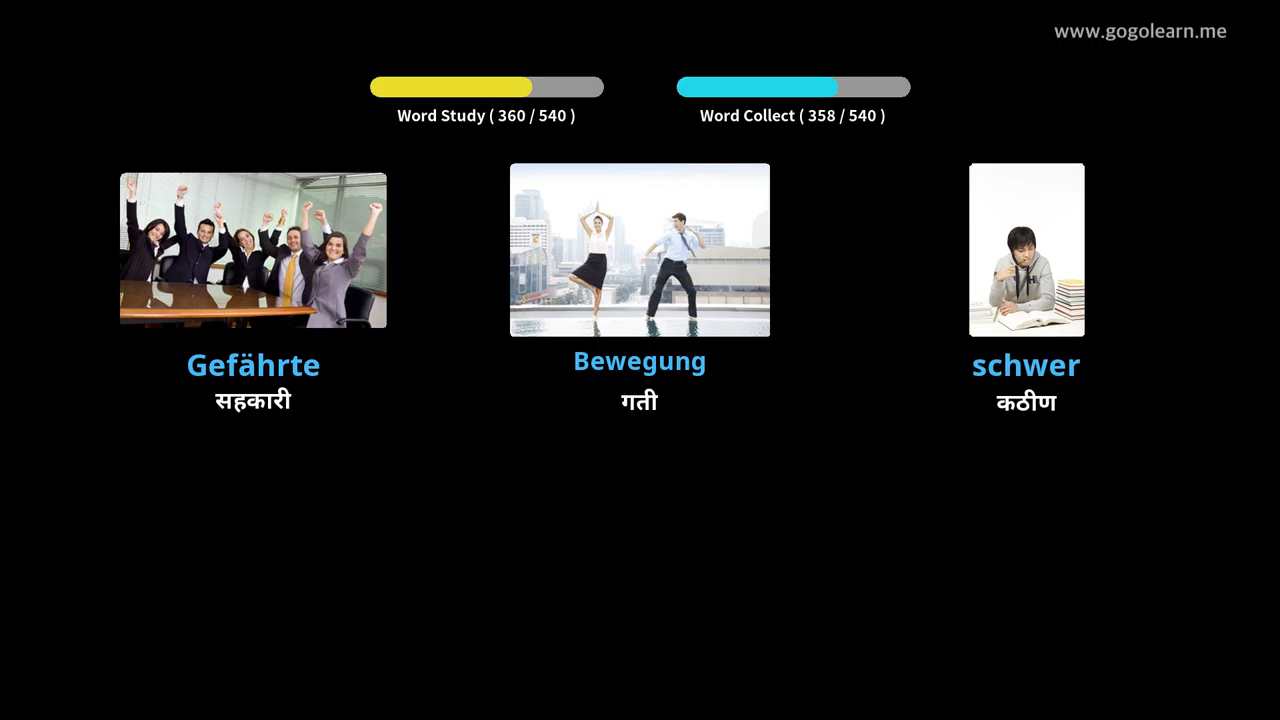 www.gogolearn.me
Word Study ( 360 / 540 )
Word Collect ( 358 / 540 )
Gefährte
सहकारी
Bewegung
गती
schwer
कठीण